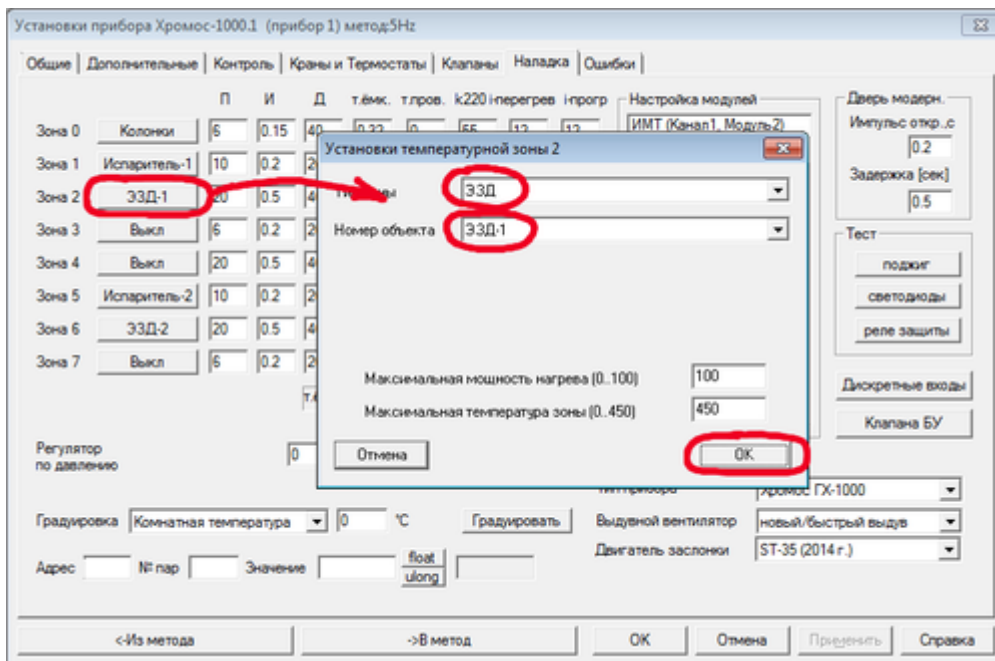 Установки прибора Хромос-1000.1 (прибор 1) метод:5Hz
Общие Дополнительные Контроль Краны и Термостаты Клапаны Наладка Ошибки
П И Д т.ёмк. т.пров. k220 i-перегрев i-прогр
Зона 0 Колонки 6 0.15 40 0.32 0 55 12 12
Зона 1 Испаритель-1 10 0.2
Зона 2 ЭЗД-1 20 0.5
Зона 3 Выкл 6 0.2
Зона 4 Выкл 20 0.5
Зона 5 Испаритель-2 10 0.2
Зона 6 ЭЗД-2 20 0.5
Зона 7 Выкл 6 0.2
Регулятор
по давлению
0
Градуировка Комнатная температура 0 °C Градуировать
Адрес № пар Значение float
ulong
Настройка модулей
ИМТ (Канал1, Модуль2)
Установки температурной зоны 2
ЭЗД
Номер объекта ЭЗД-1
Максимальная мощность нагрева (0..100) 100
Максимальная температура зоны (0..450) 450
Отмена OK
Дверь модерн.
Импульс откр.,с
0.2
Задержка [сек]
0.5
Тест
поджиг
светодиоды
реле защиты
Дискретные входы
Клапана БУ
Тип прибора Хромос ГХ-1000
Выдувной вентилятор новый/быстрый выдув
Двигатель заслонки ST-35 (2014 г.)
<-Из метода ->В метод OK Отмена Применить Справка